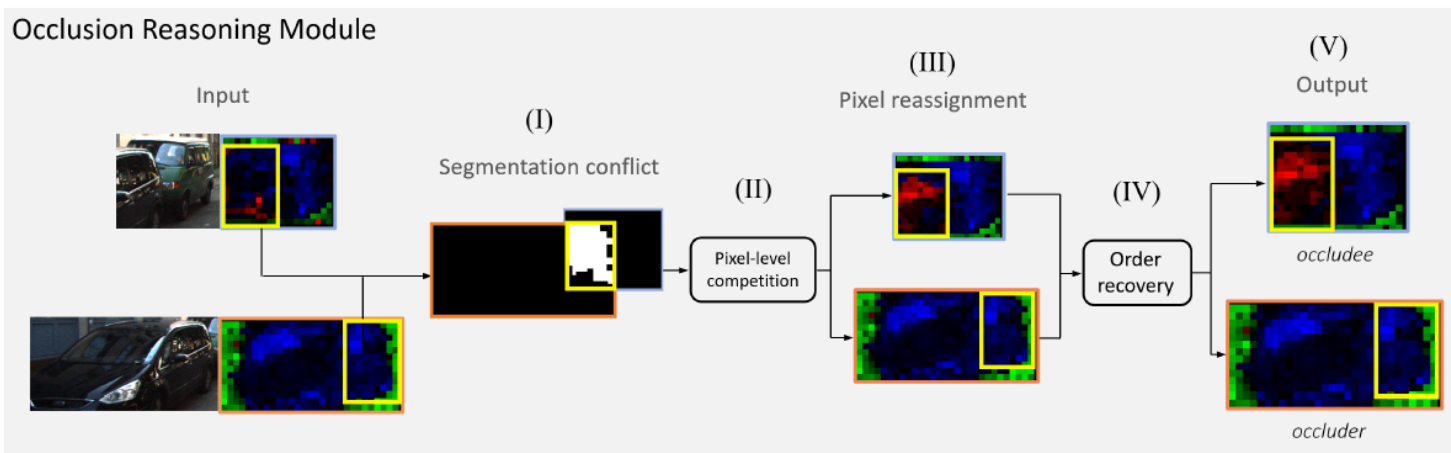 Occlusion Reasoning Module
Input
(I)
Segmentation conflict
(II)
Pixel-level
competition
(III)
Pixel reassignment
(IV)
Order
recovery
(V)
Output
occludee
occluder